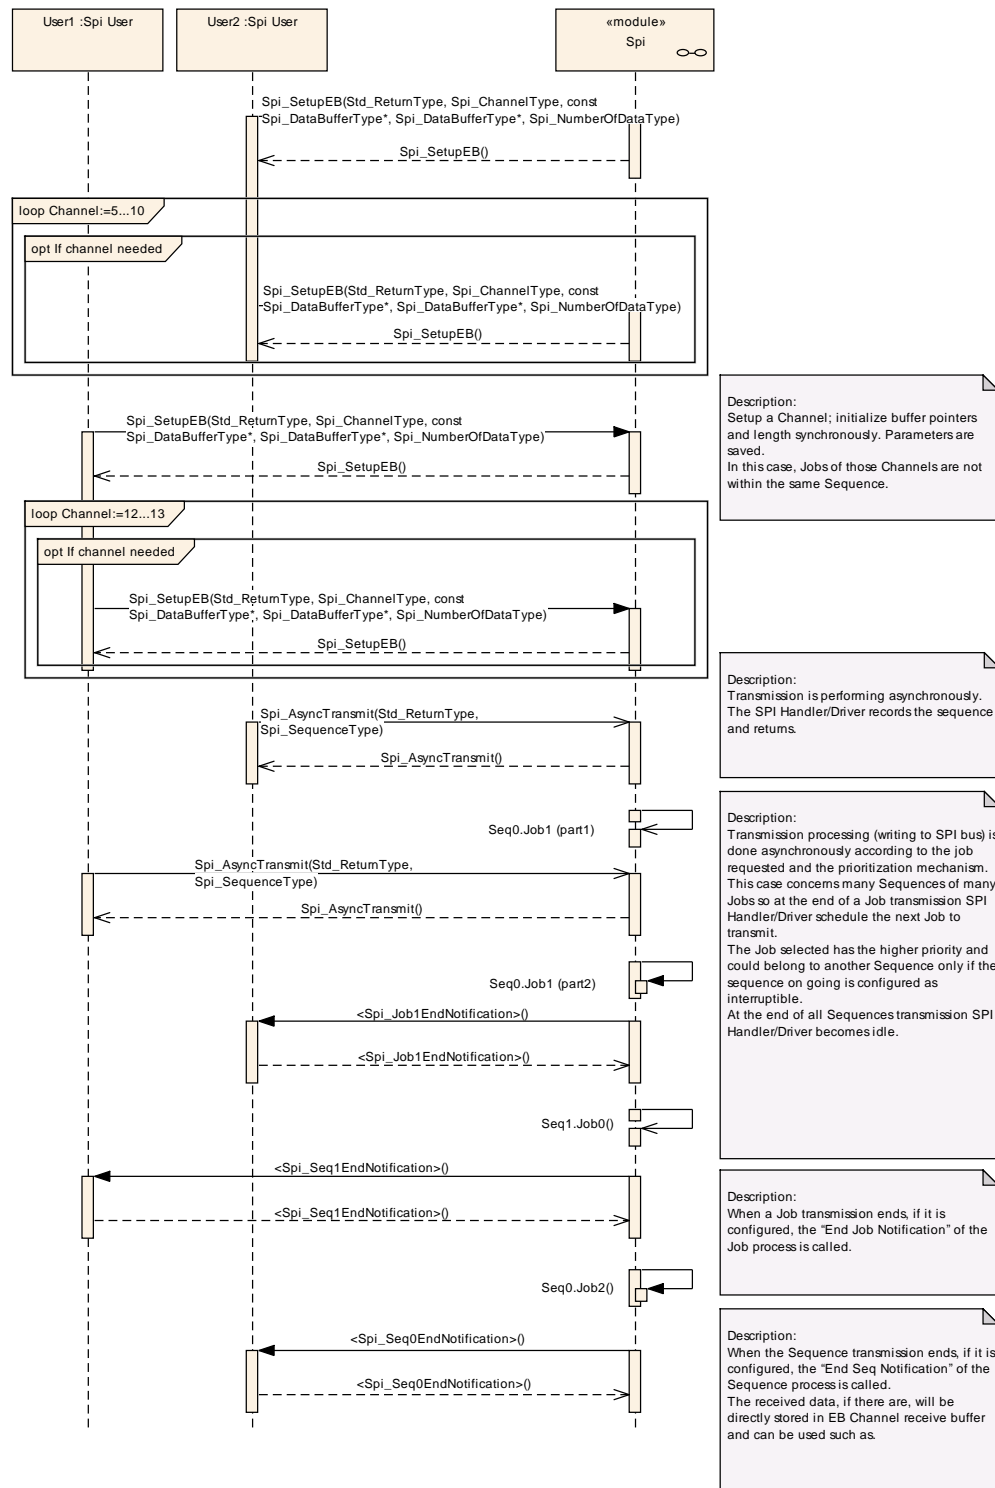 User1 :Spi User
User2 :Spi User
«module»
Spi
Spi_SetupEB(Std_ReturnType, Spi_ChannelType, const
Spi_DataBufferType*, Spi_DataBufferType*, Spi_NumberOfDataType)
Spi_SetupEB()
loop Channel:=5...10
opt If channel needed
Spi_SetupEB(Std_ReturnType, Spi_ChannelType, const
Spi_DataBufferType*, Spi_DataBufferType*, Spi_NumberOfDataType)
Spi_SetupEB()
Description:
Setup a Channel; initialize buffer pointers
and length synchronously. Parameters are
saved.
In this case, Jobs of those Channels are not
within the same Sequence.
Spi_SetupEB(Std_ReturnType, Spi_ChannelType, const
Spi_DataBufferType*, Spi_DataBufferType*, Spi_NumberOfDataType)
Spi_SetupEB()
loop Channel:=12...13
opt If channel needed
Spi_SetupEB(Std_ReturnType, Spi_ChannelType, const
Spi_DataBufferType*, Spi_DataBufferType*, Spi_NumberOfDataType)
Spi_SetupEB()
Description:
Transmission is performing asynchronously.
The SPI Handler/Driver records the sequence
and returns.
Spi_AsyncTransmit(Std_ReturnType,
Spi_SequenceType)
Spi_AsyncTransmit()
Seq0.Job1 (part1)
Description:
Transmission processing (writing to SPI bus) is
done asynchronously according to the job
requested and the prioritization mechanism.
This case concerns many Sequences of many
Jobs so at the end of a Job transmission SPI
Handler/Driver schedule the next Job to
transmit.
The Job selected has the higher priority and
could belong to another Sequence only if the
sequence on going is configured as
interruptible.
At the end of all Sequences transmission SPI
Handler/Driver becomes idle.
Spi_AsyncTransmit(Std_ReturnType,
Spi_SequenceType)
Spi_AsyncTransmit()
Seq0.Job1 (part2)
<Spi_Job1EndNotification>()
<Spi_Job1EndNotification>()
Seq1.Job0()
<Spi_Seq1EndNotification>()
<Spi_Seq1EndNotification>()
Description:
When a Job transmission ends, if it is
configured, the "End Job Notification" of the
Job process is called.
Seq0.Job2()
<Spi_Seq0EndNotification>()
<Spi_Seq0EndNotification>()
Description:
When the Sequence transmission ends, if it is
configured, the "End Seq Notification" of the
Sequence process is called.
The received data, if there are, will be
directly stored in EB Channel receive buffer
and can be used such as.